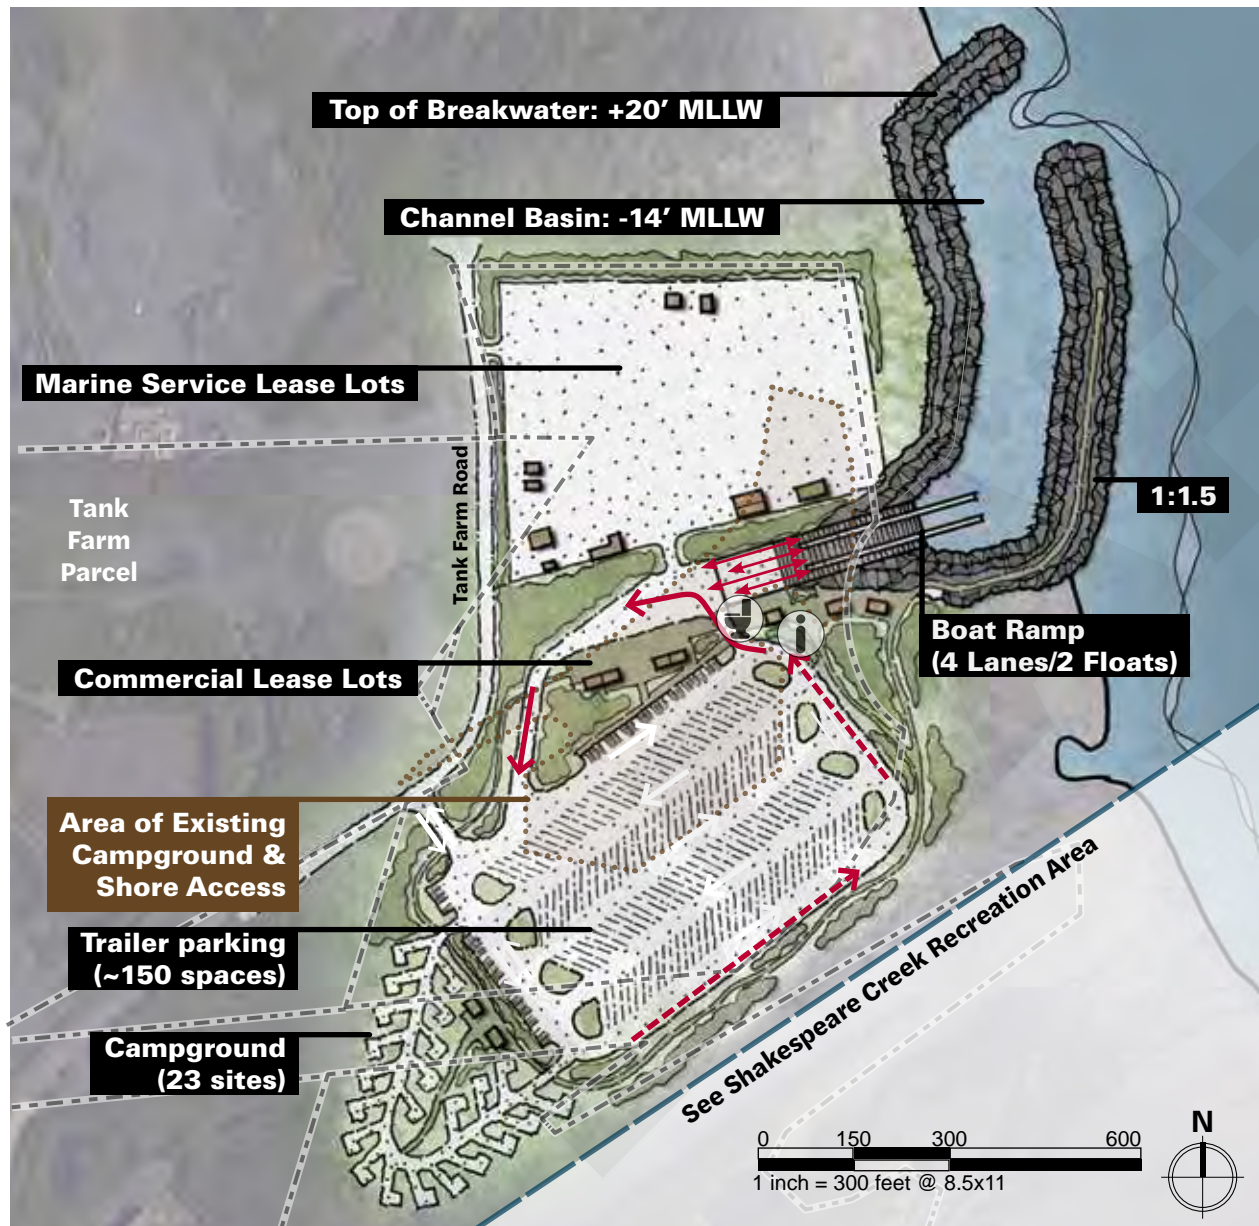 Top of Breakwater: +20’ MLLW
Channel Basin: -14’ MLLW
Marine Service Lease Lots
Tank Farm Road
Tank
Farm
Parcel
1:1.5
Boat Ramp
(4 Lanes/2 Floats)
Commercial Lease Lots
Area of Existing
Campground &
Shore Access
Trailer parking
(~150 spaces)
Campground
(23 sites)
See Shakespeare Creek Recreation Area
0 150 300 600
1 inch = 300 feet @ 8.5x11
N